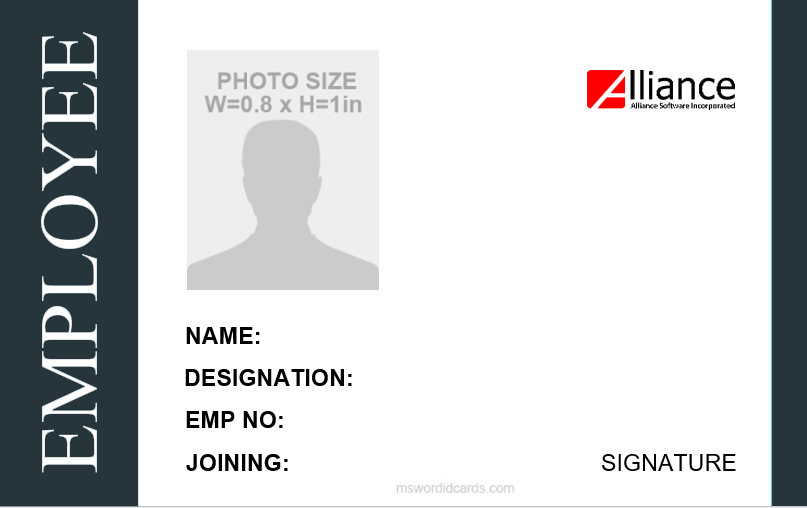 EMPLOYEE
PHOTO SIZE
W=0.8 x H=1in
Alliance
Alliance Software Incorporated
NAME:
DESIGNATION:
EMP NO:
JOINING:
SIGNATURE
mswordidcards.com